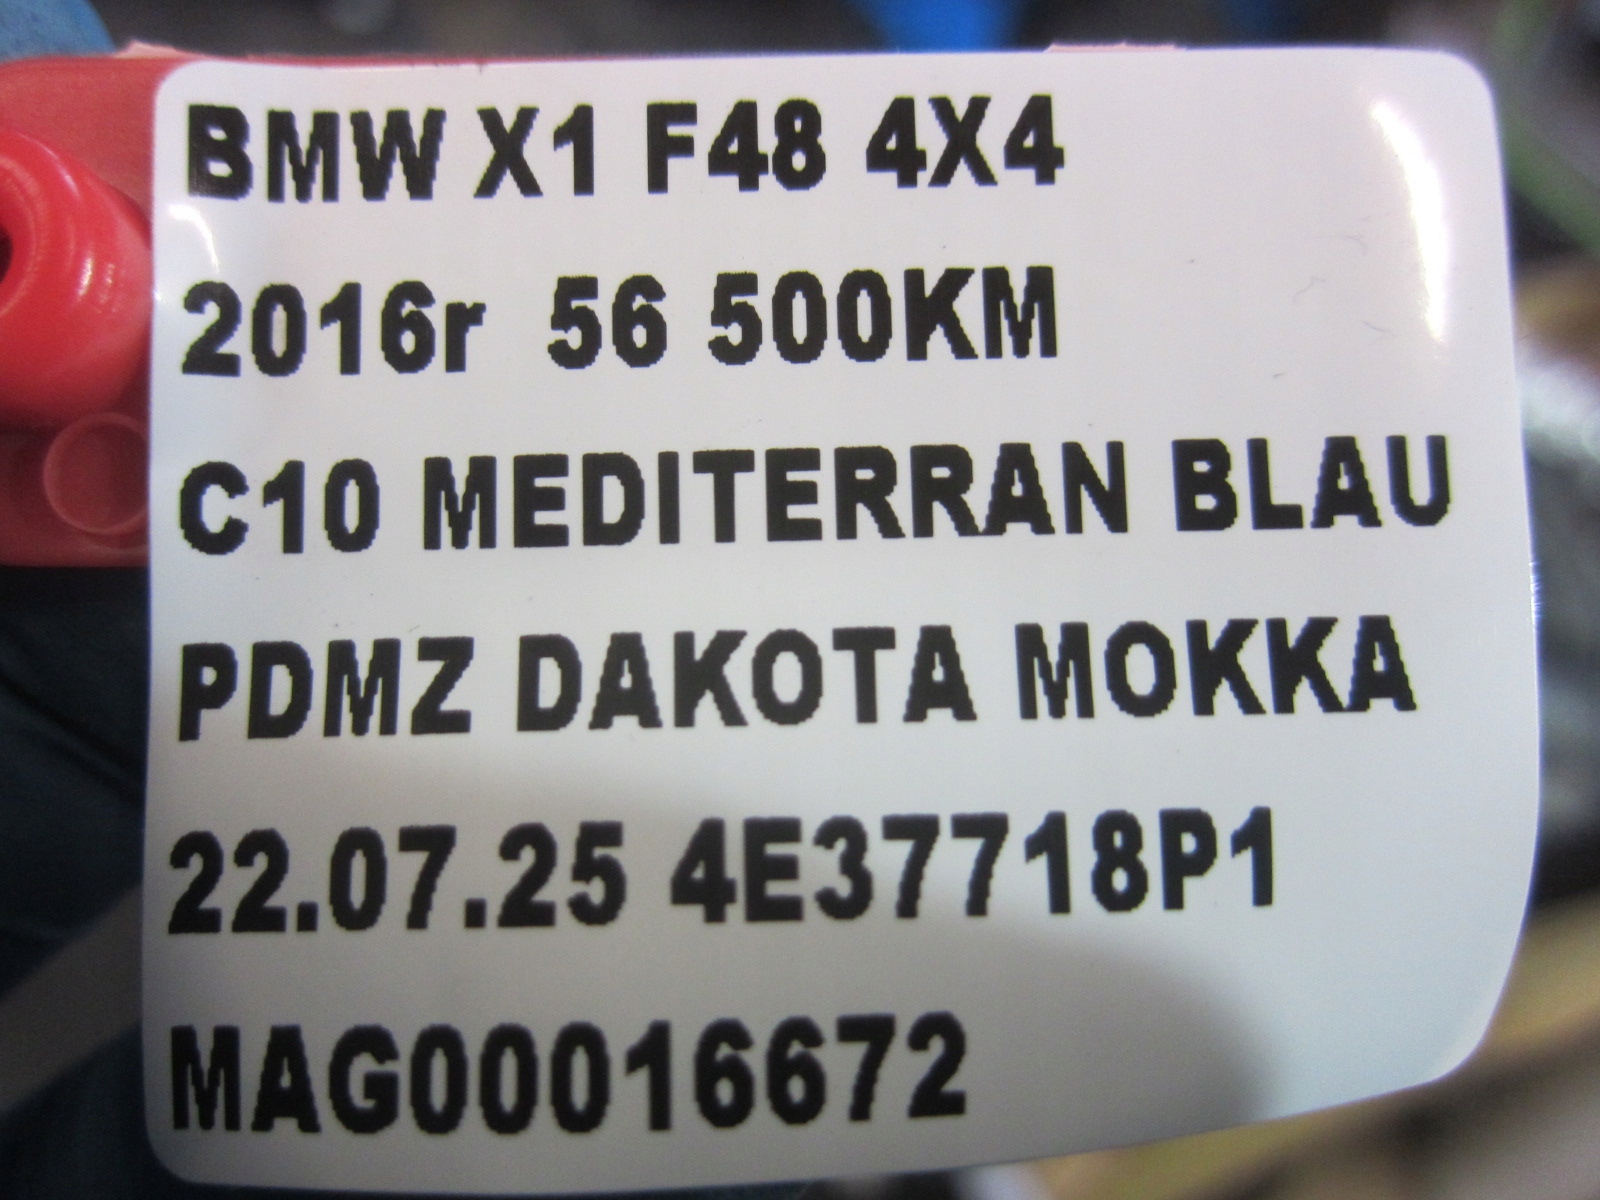 BMW X1 F48 4X4
2016r 56 500KM
C10 MEDITERRAN BLAU
PDMZ DAKOTA MOKKA
22.07.25 4E37718P1
MAG00016672